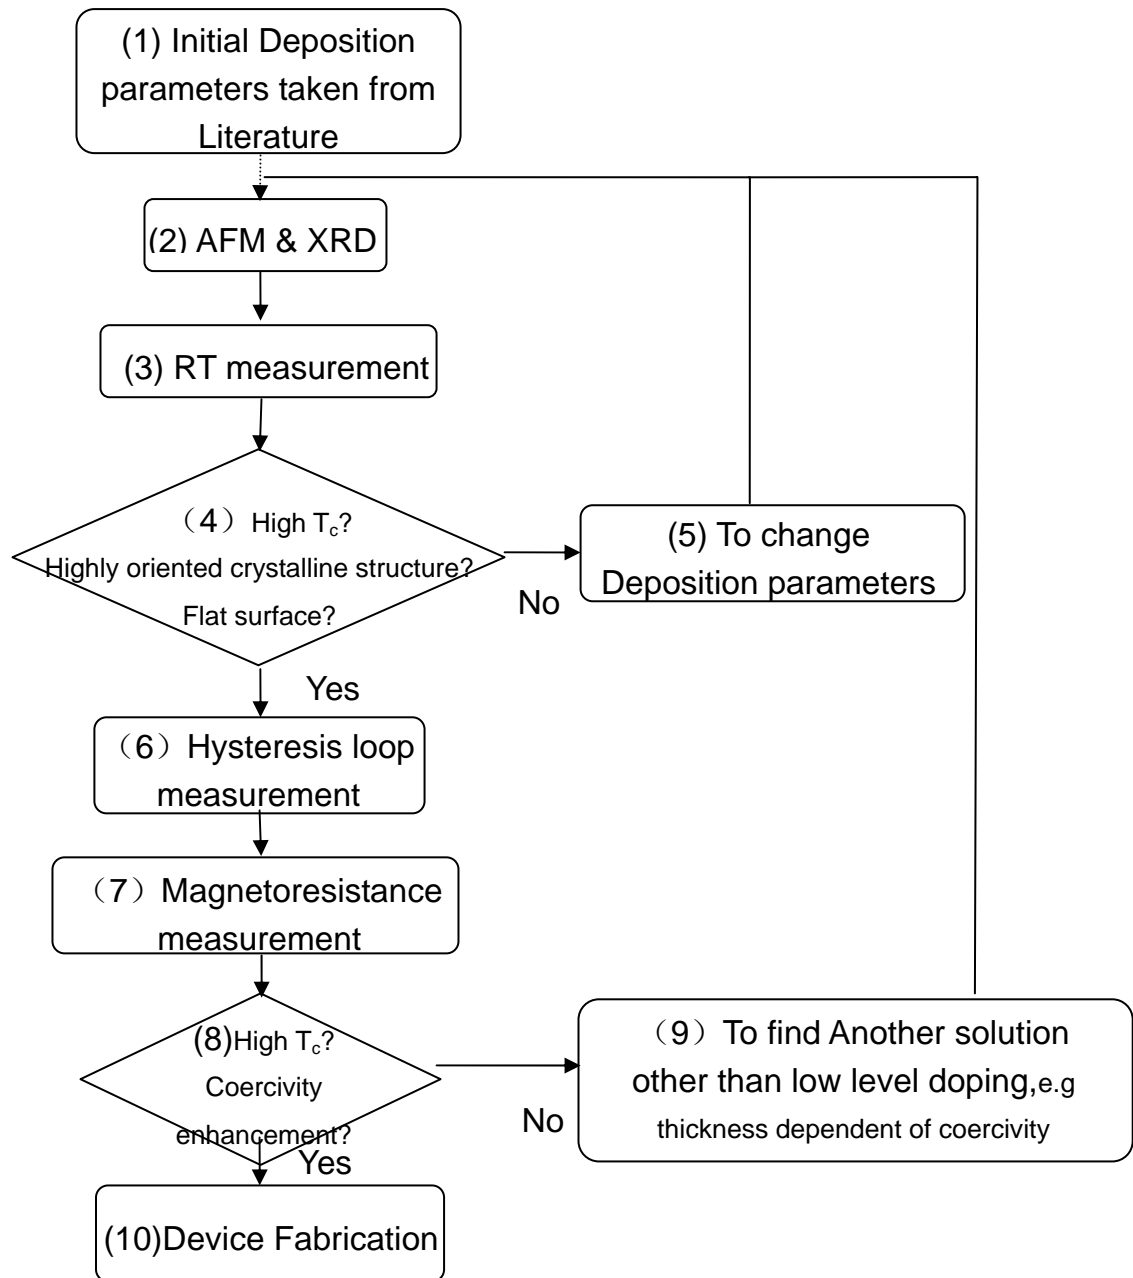 (1) Initial Deposition
parameters taken from
Literature
(2) AFM & XRD
(3) RT measurement
（4）High Tc?
Highly oriented crystalline structure?
Flat surface?
No
(5) To change
Deposition parameters
Yes
（6）Hysteresis loop
measurement
（7）Magnetoresistance
measurement
(8)High Tc?
Coercivity
enhancement?
No
（9）To find Another solution
other than low level doping,e.g
thickness dependent of coercivity
Yes
(10)Device Fabrication